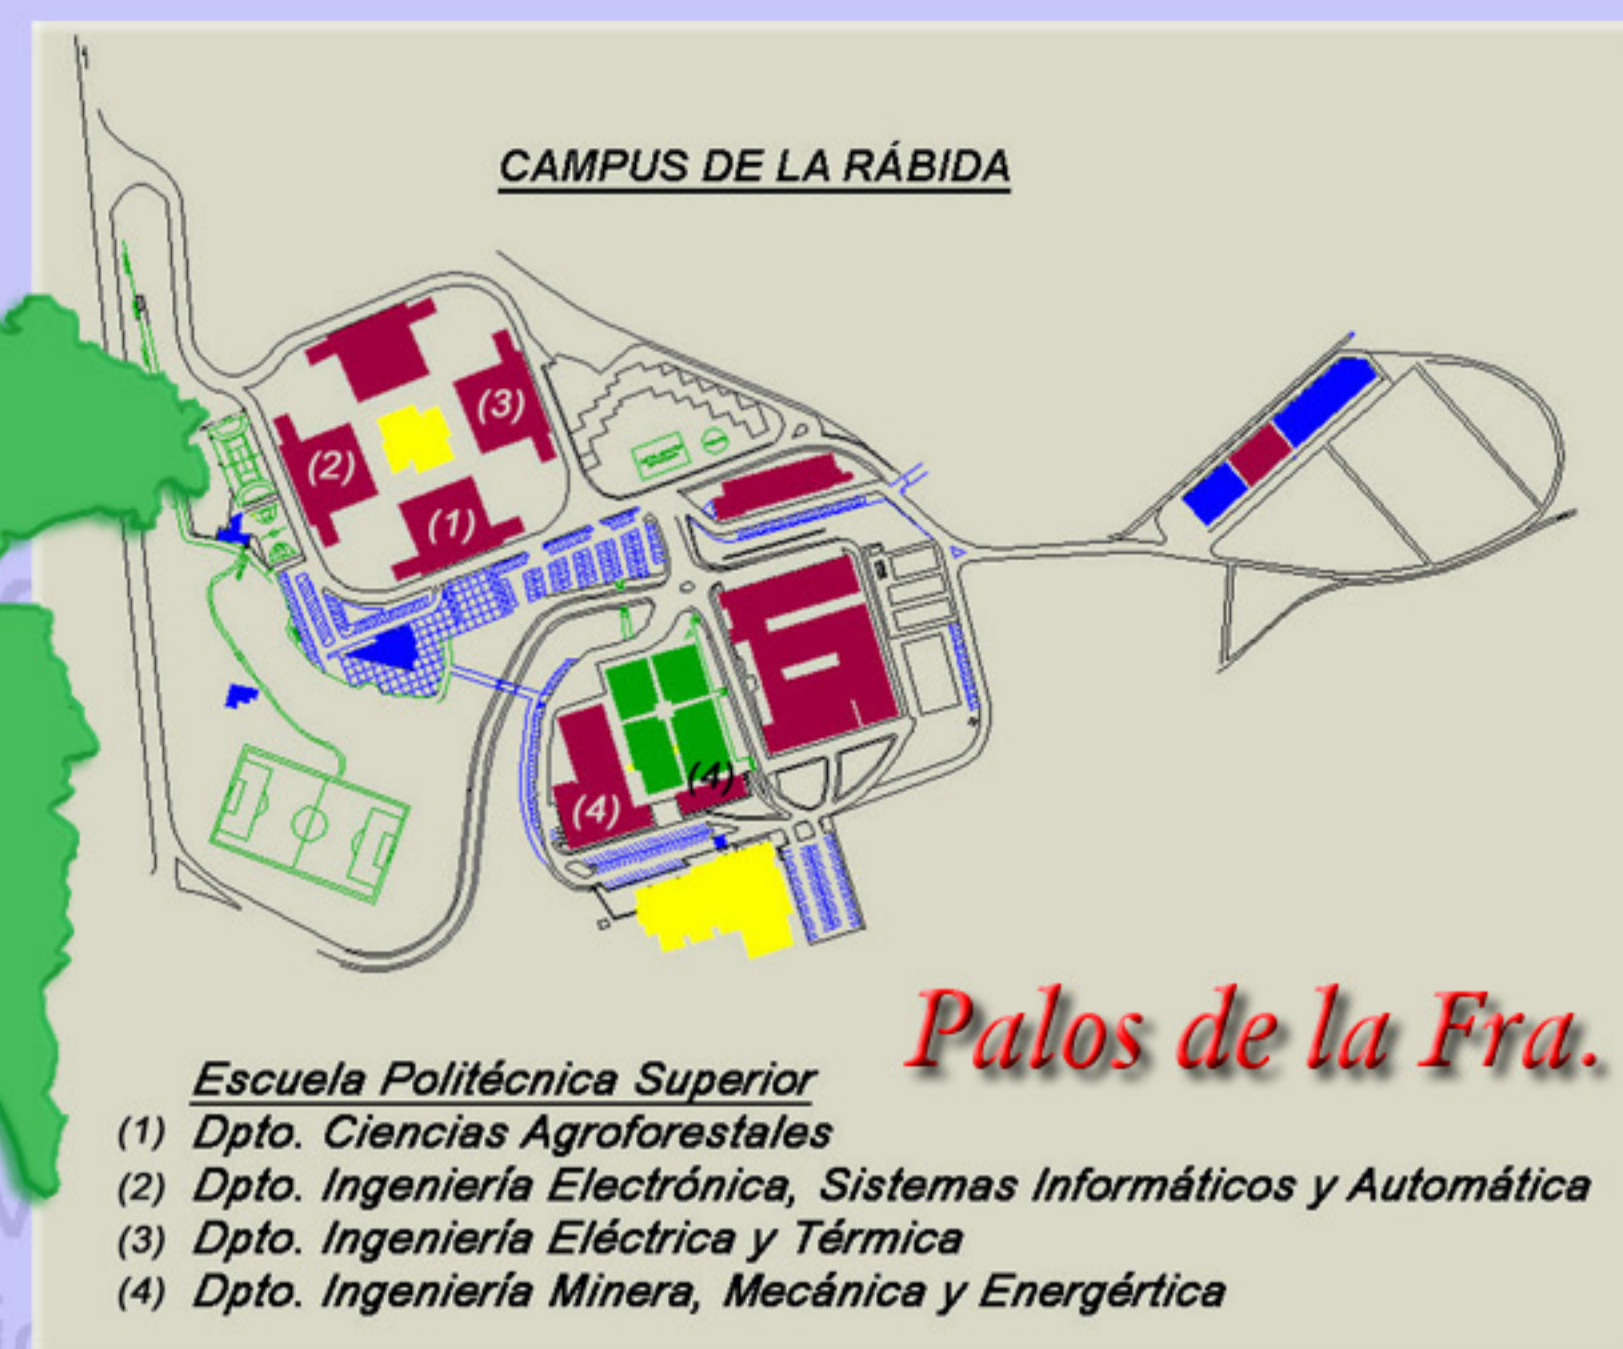 CAMPUS DE LA RÁBIDA
(3)
(2)
(1)
(4)
(4)
Palos de la Fra.
Escuela Politécnica Superior
(1) Dpto. Ciencias Agroforestales
(2) Dpto. Ingeniería Electrónica, Sistemas Informáticos y Automática
(3) Dpto. Ingeniería Eléctrica y Térmica
(4) Dpto. Ingeniería Minera, Mecánica y Energértica